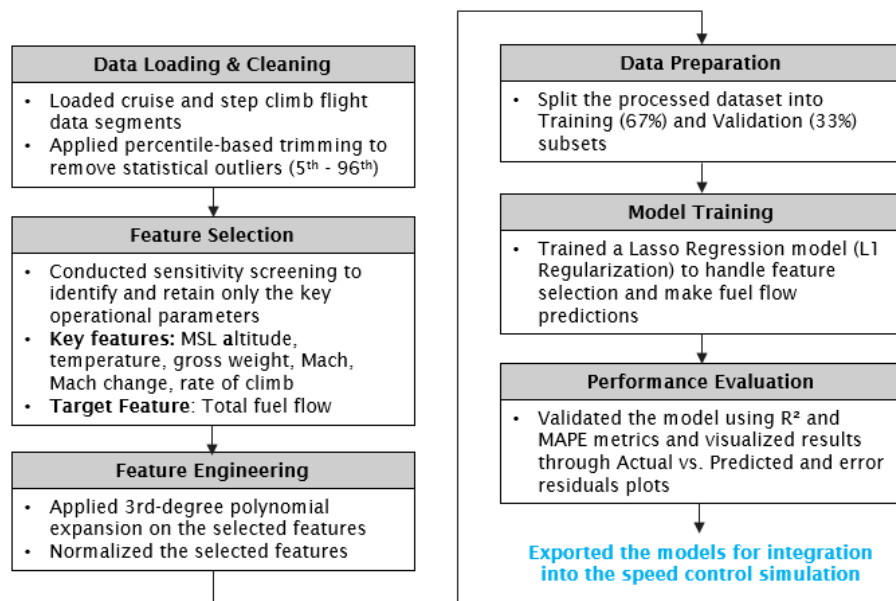 Data Loading & Cleaning
• Loaded cruise and step climb flight
data segments
• Applied percentile-based trimming to
remove statistical outliers (5th - 96th)
Feature Selection
• Conducted sensitivity screening to
identify and retain only the key
operational parameters
• Key features: MSL altitude,
temperature, gross weight, Mach,
Mach change, rate of climb
• Target Feature: Total fuel flow
Feature Engineering
• Applied 3rd-degree polynomial
expansion on the selected features
• Normalized the selected features
Data Preparation
• Split the processed dataset into
Training (67%) and Validation (33%)
subsets
Model Training
• Trained a Lasso Regression model (L1
Regularization) to handle feature
selection and make fuel flow
predictions
Performance Evaluation
• Validated the model using R² and
MAPE metrics and visualized results
through Actual vs. Predicted and error
residuals plots
Exported the models for integration
into the speed control simulation